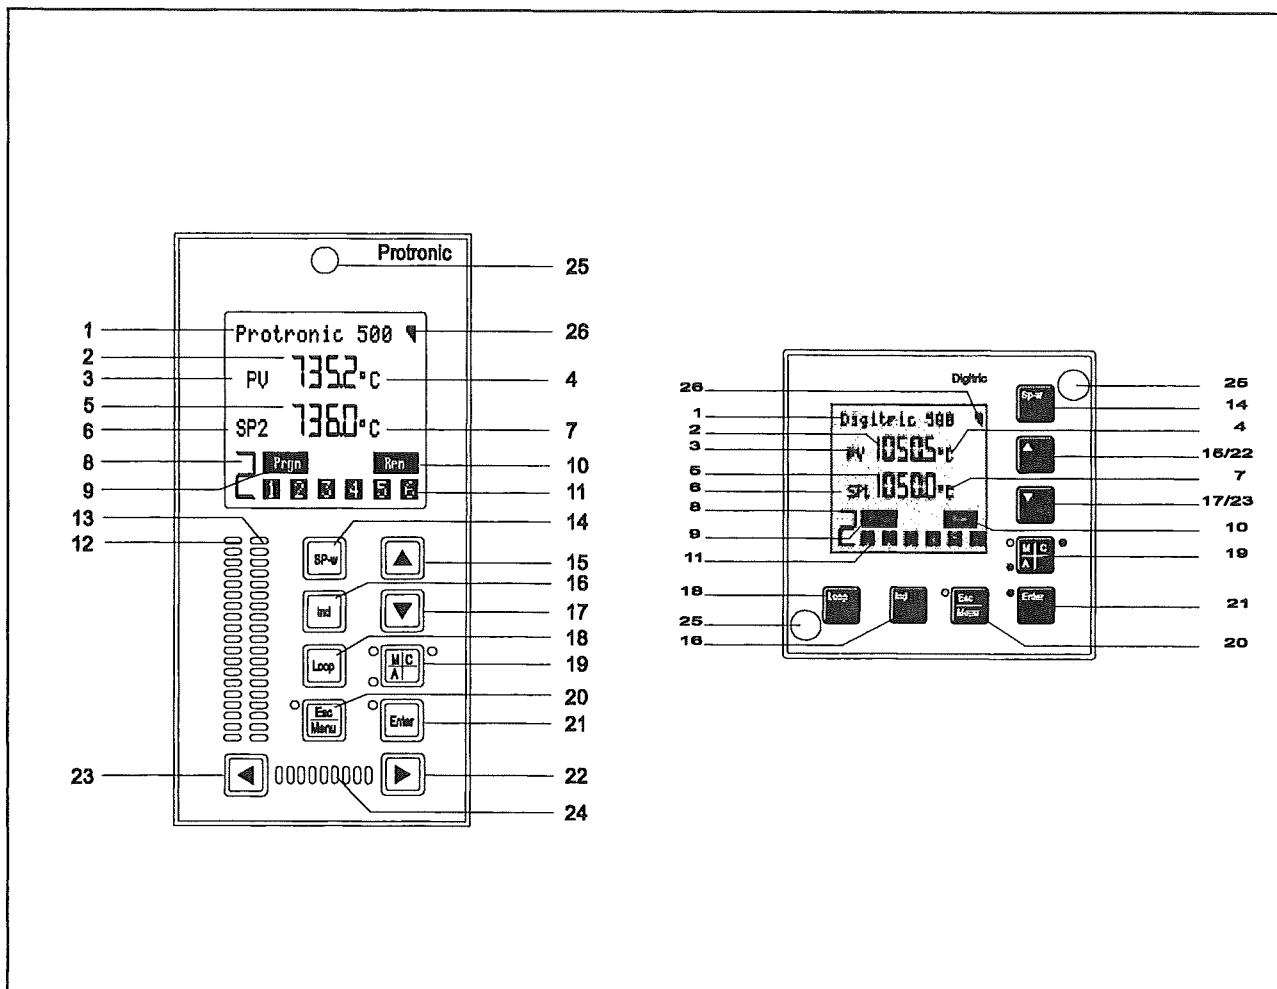 Protronic
25
1 Protronic 500 26
2 735.2 °C
3 PV 4
5 736.0 °C
6 SP2 7
8 2 Rrn 10
9 1 2 3 4 5 6 11
13 14
12 SP-w 15
16
Ind 17
18
Loop M C A 19
20
Esc Menu Enter 21
23 22
24
Digitric
26 25
Sp-w 14
1 Digitric 500 4
2 1050.5 °C
3 PV 15/22
5 1050.0 °C 7
6 SP1
8 2 17/23
9 10
11 M C A 19
18 Loop Ind Esc Menu Enter 21
25
16 20